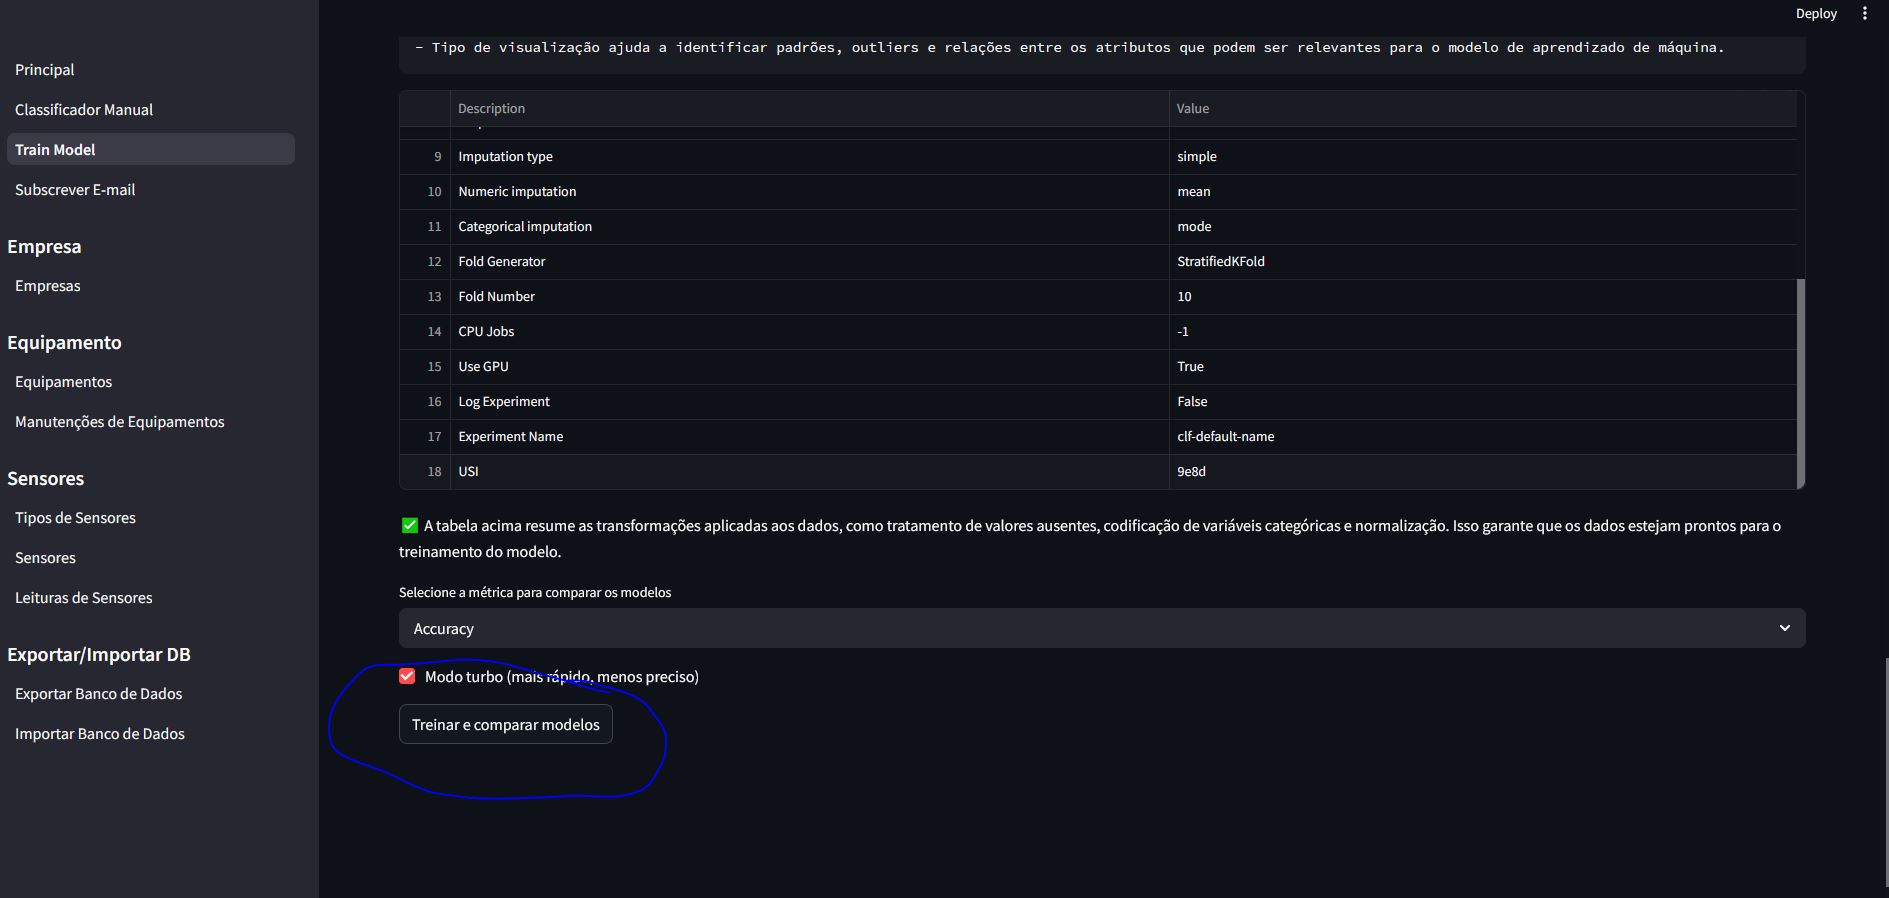 Deploy
Principal
Classificador Manual
Train Model
Subscrever E-mail
Empresa
Empresas
Equipamento
Equipamentos
Manutenções de Equipamentos
Sensores
Tipos de Sensores
Sensores
Leituras de Sensores
Exportar/Importar DB
Exportar Banco de Dados
Importar Banco de Dados
- Tipo de visualização ajuda a identificar padrões, outliers e relações entre os atributos que podem ser relevantes para o modelo de aprendizado de máquina.
Description Value
9 Imputation type simple
10 Numeric imputation mean
11 Categorical imputation mode
12 Fold Generator StratifiedKFold
13 Fold Number 10
14 CPU Jobs -1
15 Use GPU True
16 Log Experiment False
17 Experiment Name clf-default-name
18 USI 9e8d
✅ A tabela acima resume as transformações aplicadas aos dados, como tratamento de valores ausentes, codificação de variáveis categóricas e normalização. Isso garante que os dados estejam prontos para o
treinamento do modelo.
Selecione a métrica para comparar os modelos
Accuracy
Modo turbo (mais rápido, menos preciso)
Treinar e comparar modelos